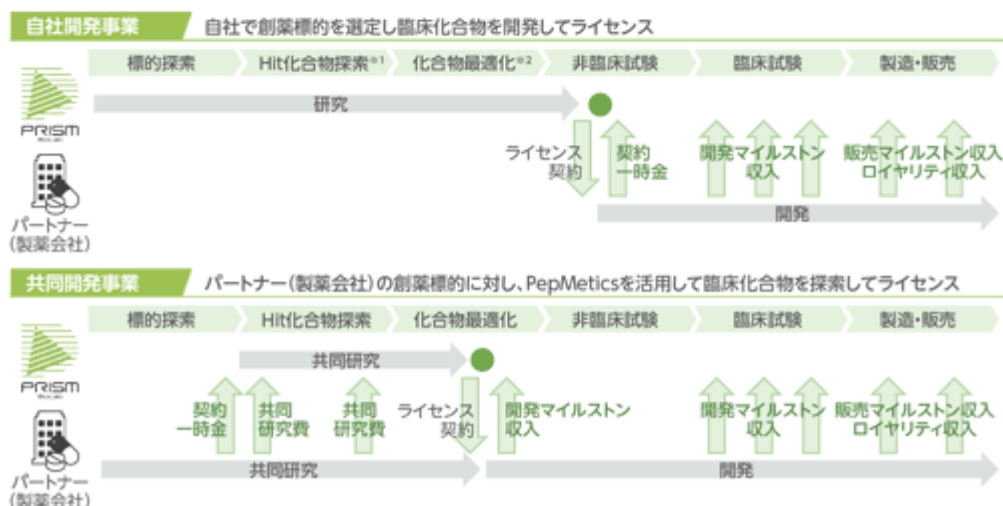 自社開発事業 自社で創薬標的を選定し臨床化合物を開発してライセンス
標的探索 Hit化合物探索※1 化合物最適化※2 非臨床試験 臨床試験 製造・販売
研究
PRISM
ライセンス
契約
契約
一時金
開発マイルストン
収入
販売マイルストン収入
ロイヤリティ収入
開発
パートナー
(製薬会社)
共同開発事業 パートナー(製薬会社)の創薬標的に対し、PepMeticsを活用して臨床化合物を探索してライセンス
標的探索 Hit化合物探索 化合物最適化 非臨床試験 臨床試験 製造・販売
共同研究
PRISM
契約
一時金
共同
研究費
共同
研究費
ライセンス
契約
開発マイルストン
収入
開発マイルストン
収入
販売マイルストン収入
ロイヤリティ収入
共同研究
開発
パートナー
(製薬会社)